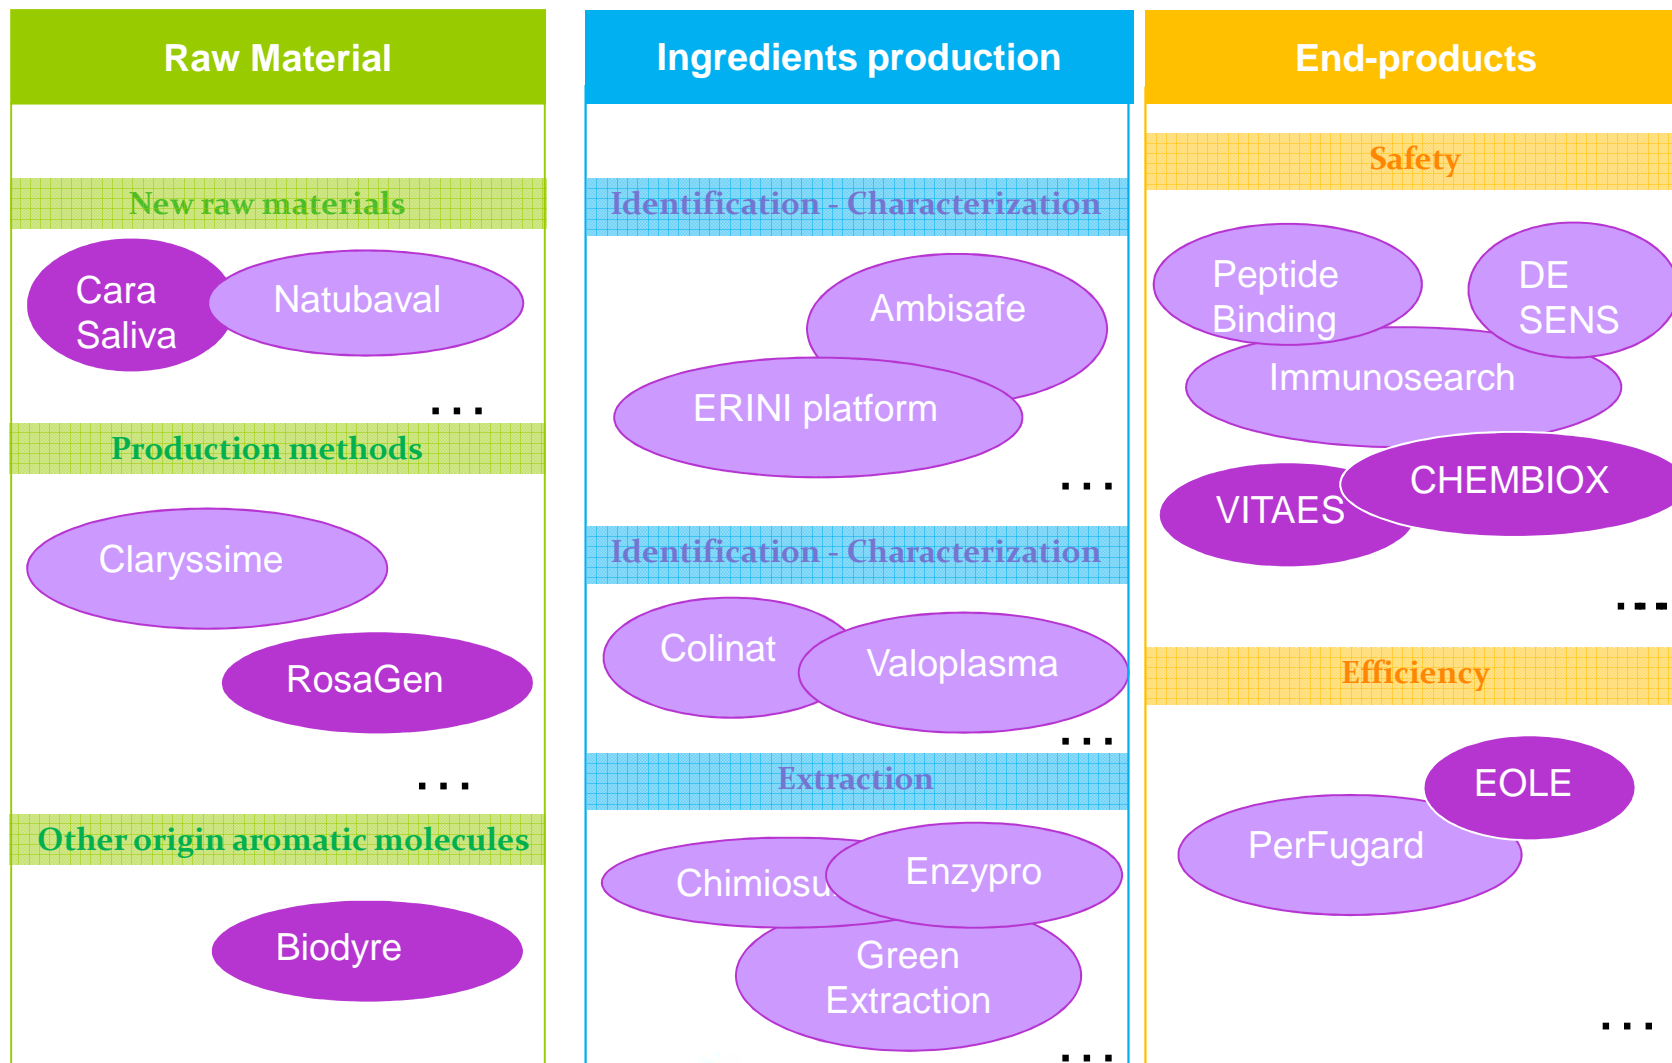 Raw Material
New raw materials
Cara
Saliva
Natubaval
...
Production methods
Claryssime
RosaGen
...
Other origin aromatic molecules
Biodyre
Ingredients production
Identification - Characterization
Ambisafe
ERINI platform
...
Identification - Characterization
Colinat
Valoplasma
...
Extraction
Enzypro
Green
Extraction
...
End-products
Safety
Peptide
Binding
DE
SENS
Immunosearch
CHEMBIOX
VITAES
...
Efficiency
EOLE
PerFugard
...